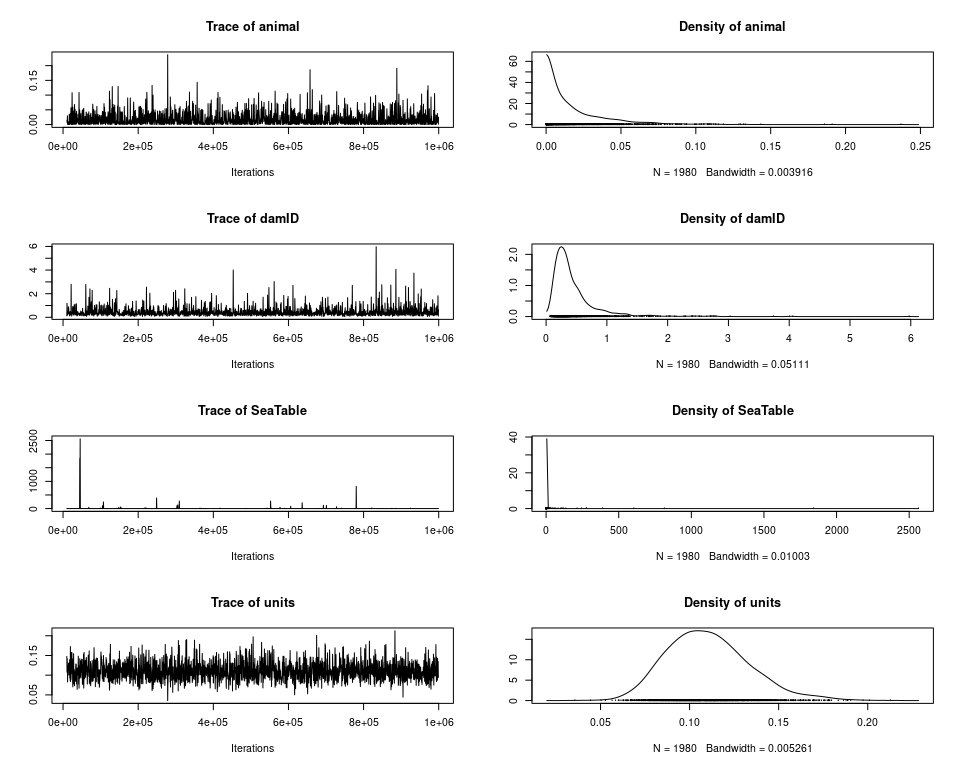 Trace of animal
0.00 0.15
0e+00 2e+05 4e+05 6e+05 8e+05 1e+06
Iterations
Density of animal
0 20 40 60
0.00 0.05 0.10 0.15 0.20 0.25
N = 1980 Bandwidth = 0.003916
Trace of damID
0 2 4 6
0e+00 2e+05 4e+05 6e+05 8e+05 1e+06
Iterations
Density of damID
0.0 1.0 2.0
0 1 2 3 4 5 6
N = 1980 Bandwidth = 0.05111
Trace of SeaTable
0 1000 2500
0e+00 2e+05 4e+05 6e+05 8e+05 1e+06
Iterations
Density of SeaTable
0 20 40
0 500 1000 1500 2000 2500
N = 1980 Bandwidth = 0.01003
Trace of units
0.05 0.15
0e+00 2e+05 4e+05 6e+05 8e+05 1e+06
Iterations
Density of units
0 5 10
0.05 0.10 0.15 0.20
N = 1980 Bandwidth = 0.005261